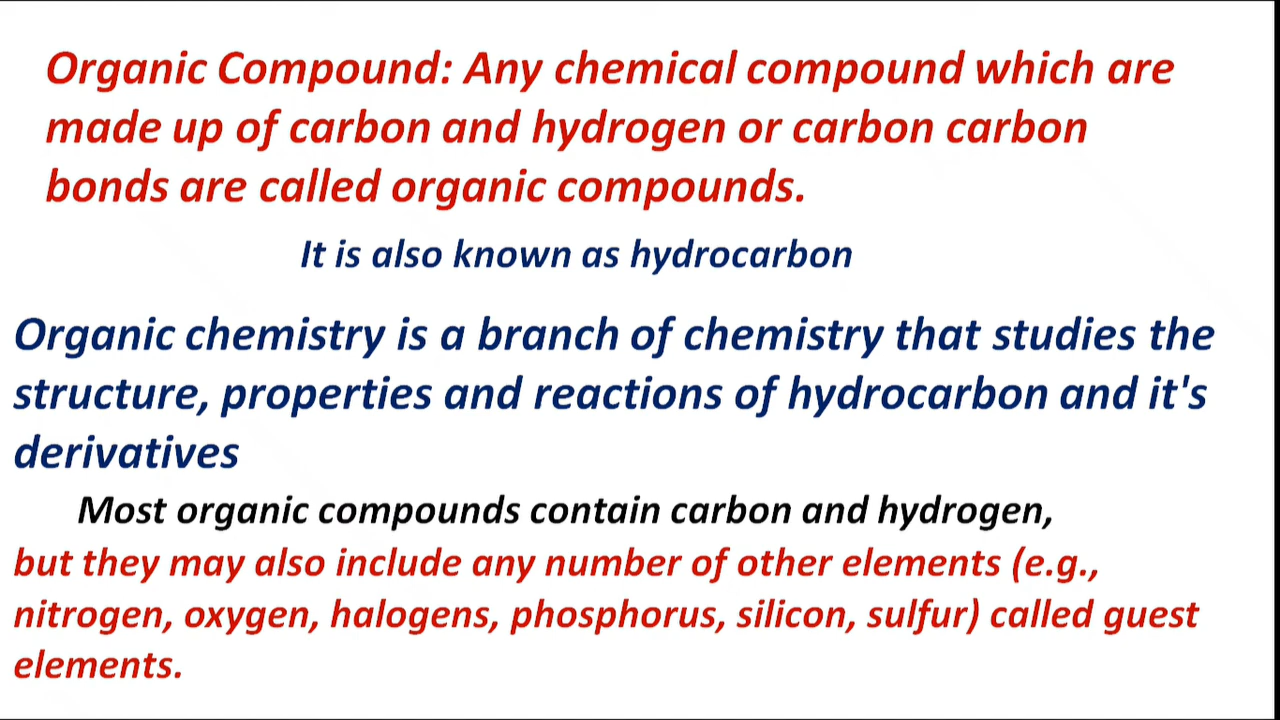 Organic Compound: Any chemical compound which are
made up of carbon and hydrogen or carbon carbon
bonds are called organic compounds.
It is also known as hydrocarbon
Organic chemistry is a branch of chemistry that studies the
structure, properties and reactions of hydrocarbon and it's
derivatives
Most organic compounds contain carbon and hydrogen,
but they may also include any number of other elements (e.g.,
nitrogen, oxygen, halogens, phosphorus, silicon, sulfur) called guest
elements.